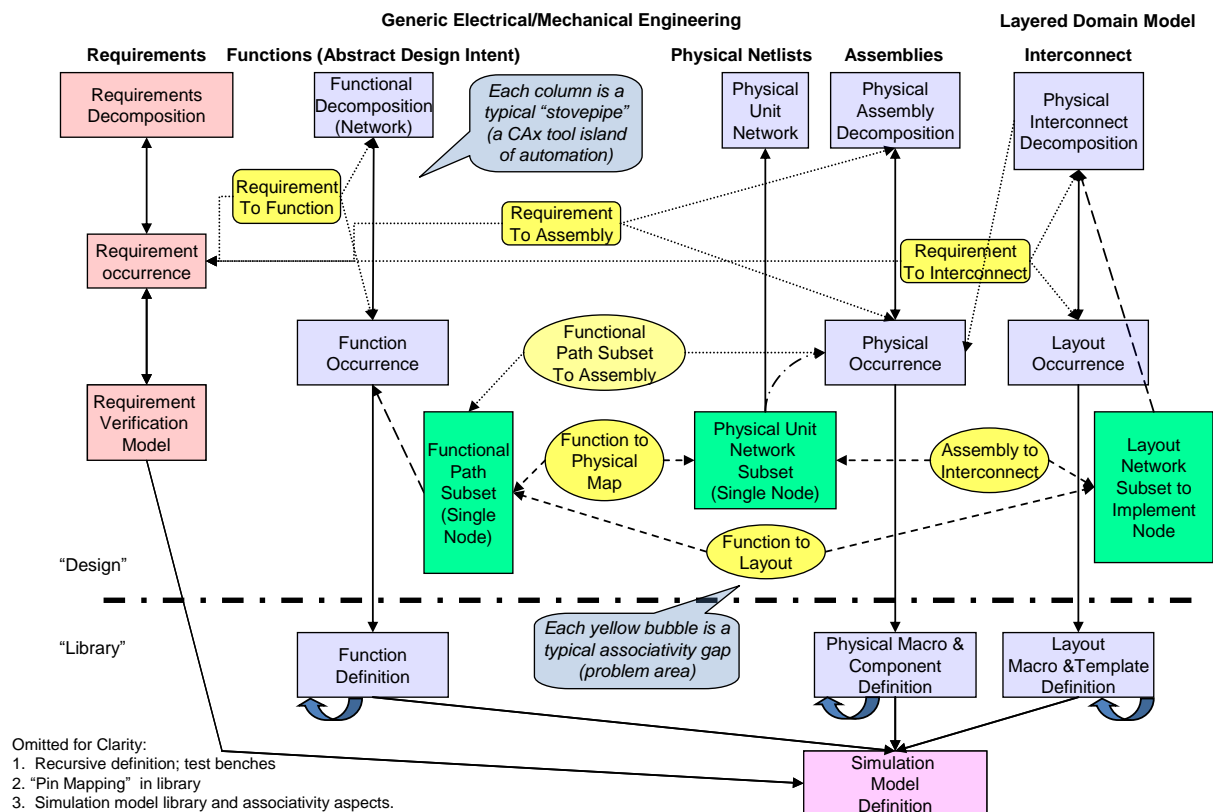 Generic Electrical/Mechanical Engineering
Layered Domain Model
Requirements
Functions (Abstract Design Intent)
Physical Netlists
Assemblies
Interconnect
Requirements
Decomposition
Functional
Decomposition
(Network)
Each column is a
typical “stovepipe”
(a CAx tool island
of automation)
Physical
Unit
Network
Physical
Assembly
Decomposition
Physical
Interconnect
Decomposition
Requirement
To Function
Requirement
To Assembly
Requirement
To Interconnect
Requirement
occurrence
Function
Occurrence
Functional
Path Subset
To Assembly
Physical
Occurrence
Layout
Occurrence
Requirement
Verification
Model
Functional
Path
Subset
(Single
Node)
Function to
Physical
Map
Physical Unit
Network
Subset
(Single Node)
Assembly to
Interconnect
Layout
Network
Subset to
Implement
Node
Function to
Layout
“Design”
“Library”
Each yellow bubble is a
typical associativity gap
(problem area)
Function
Definition
Physical Macro &
Component
Definition
Layout
Macro &Template
Definition
Simulation
Model
Definition
Omitted for Clarity:
1. Recursive definition; test benches
2. “Pin Mapping” in library
3. Simulation model library and associativity aspects.